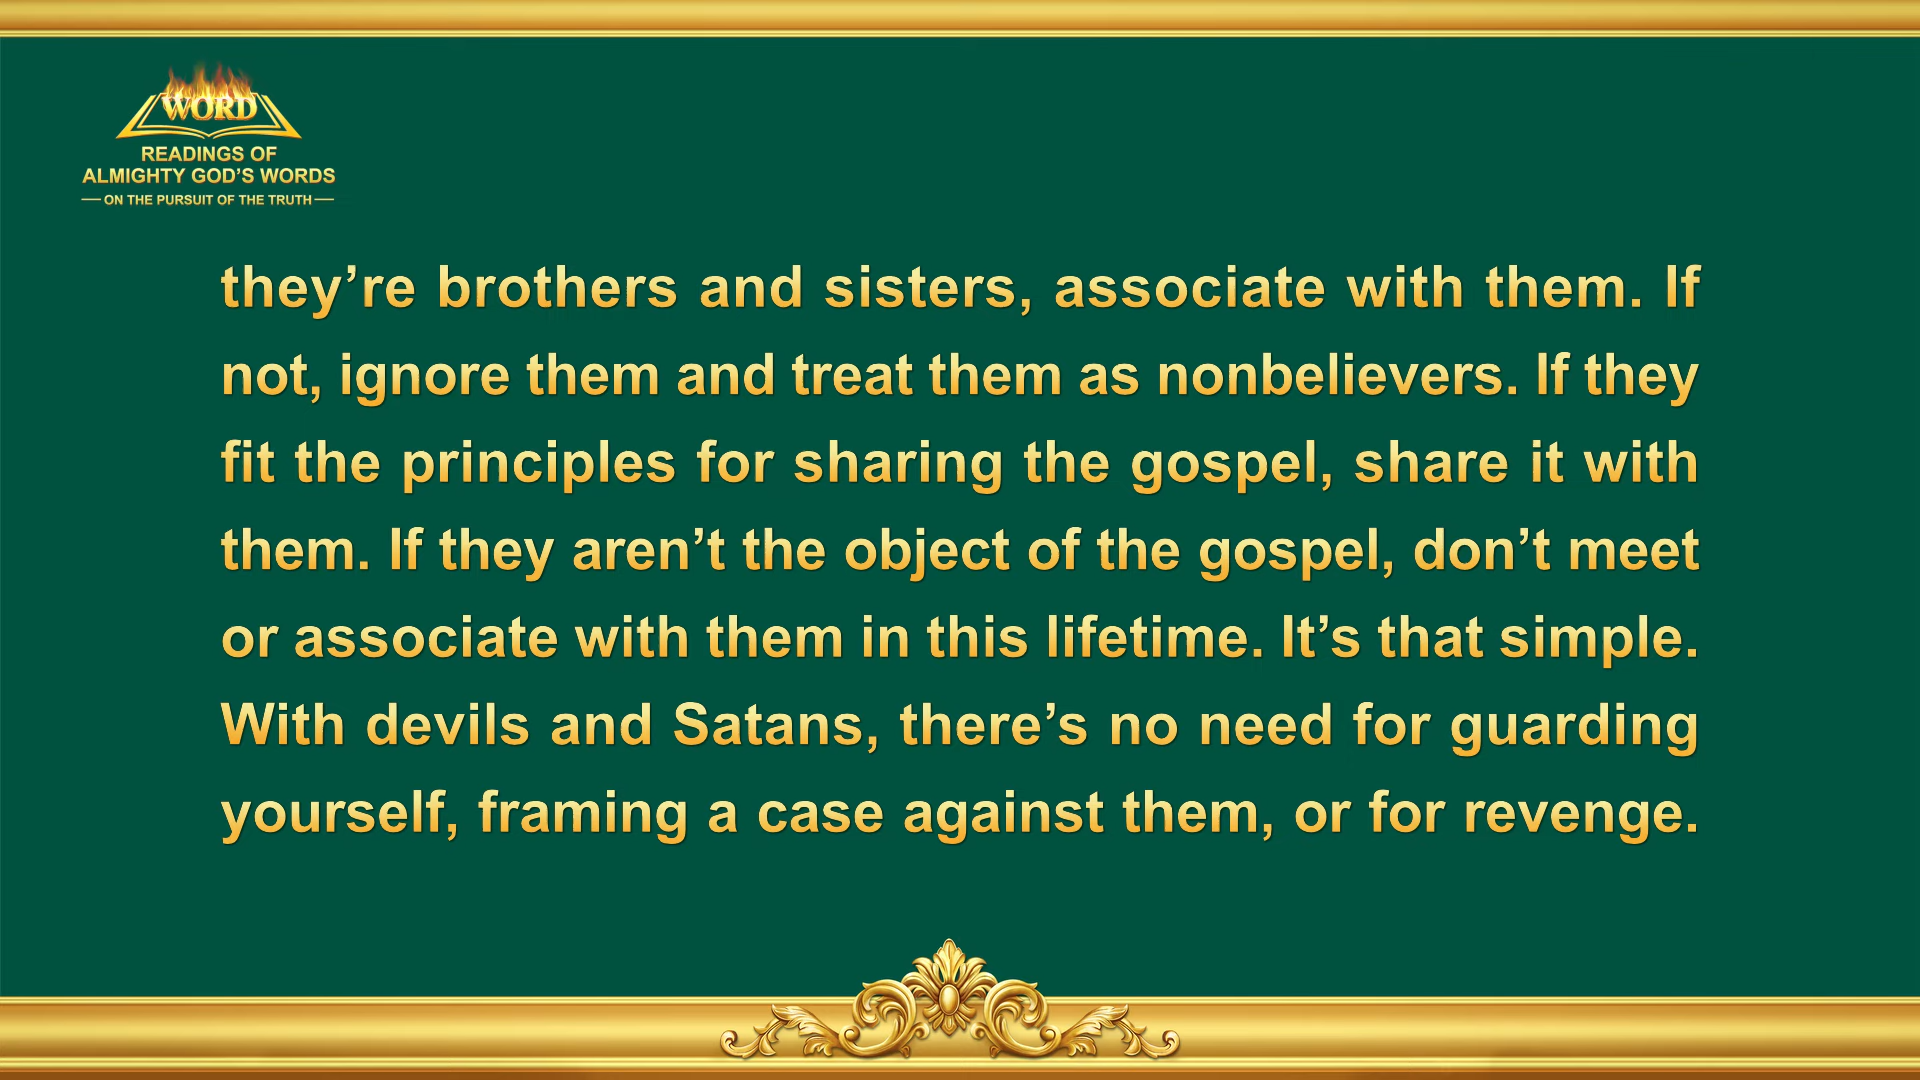 WORD
READINGS OF
ALMIGHTY GOD’S WORDS
— ON THE PURSUIT OF THE TRUTH —
they’re brothers and sisters, associate with them. If
not, ignore them and treat them as nonbelievers. If they
fit the principles for sharing the gospel, share it with
them. If they aren’t the object of the gospel, don’t meet
or associate with them in this lifetime. It’s that simple.
With devils and Satans, there’s no need for guarding
yourself, framing a case against them, or for revenge.